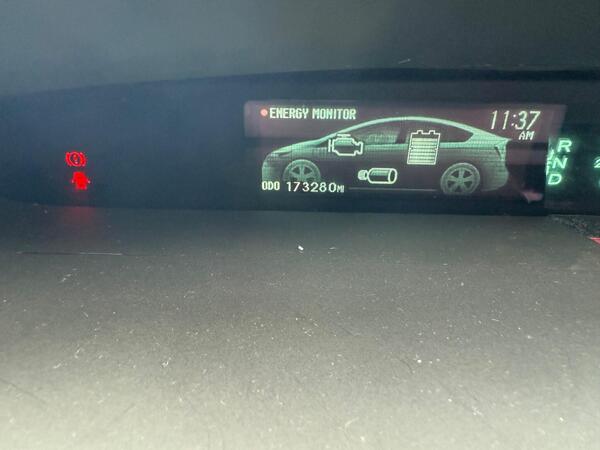 ENERGY MONITOR
11:37
AM
ODO 173280MI
R
N
D